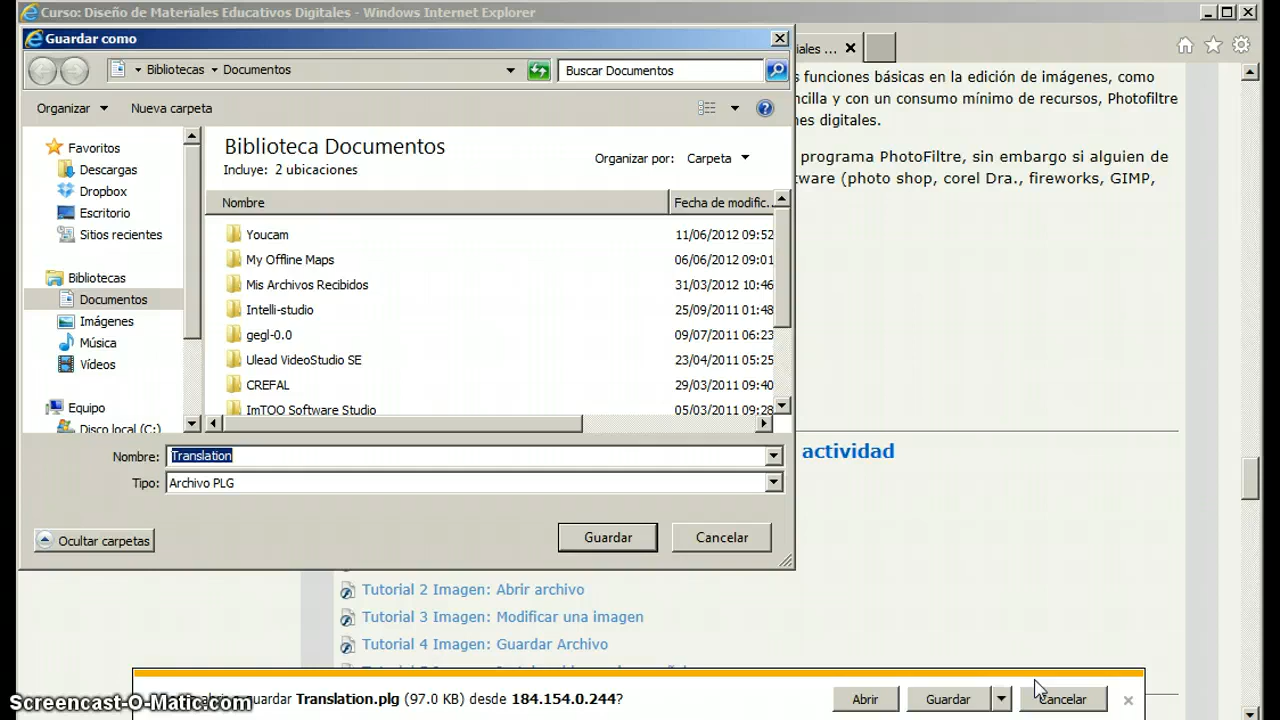 Curso: Diseño de Materiales Educativos Digitales - Windows Internet Explorer
Guardar como
iales ...
Bibliotecas Documentos
Buscar Documentos
s funciones básicas en la edición de imágenes, como
ncilla y con un consumo mínimo de recursos, Photofiltre
nes digitales.
programa PhotoFiltre, sin embargo si alguien de
tware (photo shop, corel Dra., fireworks, GIMP,
Organizar
Nueva carpeta
Favoritos
Descargas
Dropbox
Escritorio
Sitios recientes
Bibliotecas
Documentos
Imágenes
Música
Vídeos
Equipo
Disco local (C:)
Biblioteca Documentos
Incluye: 2 ubicaciones
Organizar por: Carpeta
Nombre Fecha de modific...
Youcam 11/06/2012 09:52
My Offline Maps 06/06/2012 09:01
Mis Archivos Recibidos 31/03/2012 10:46
Intelli-studio 25/09/2011 01:48
gegl-0.0 09/07/2011 06:23
Ulead VideoStudio SE 23/04/2011 05:25
CREFAL 29/03/2011 09:40
ImTOO Software Studio 05/03/2011 09:28
Nombre: Translation
Tipo: Archivo PLG
Ocultar carpetas
Guardar
Cancelar
actividad
Tutorial 2 Imagen: Abrir archivo
Tutorial 3 Imagen: Modificar una imagen
Tutorial 4 Imagen: Guardar Archivo
guardar Translation.plg (97.0 KB) desde 184.154.0.244?
Abrir
Guardar
Cancelar
Screencast-O-Matic.com